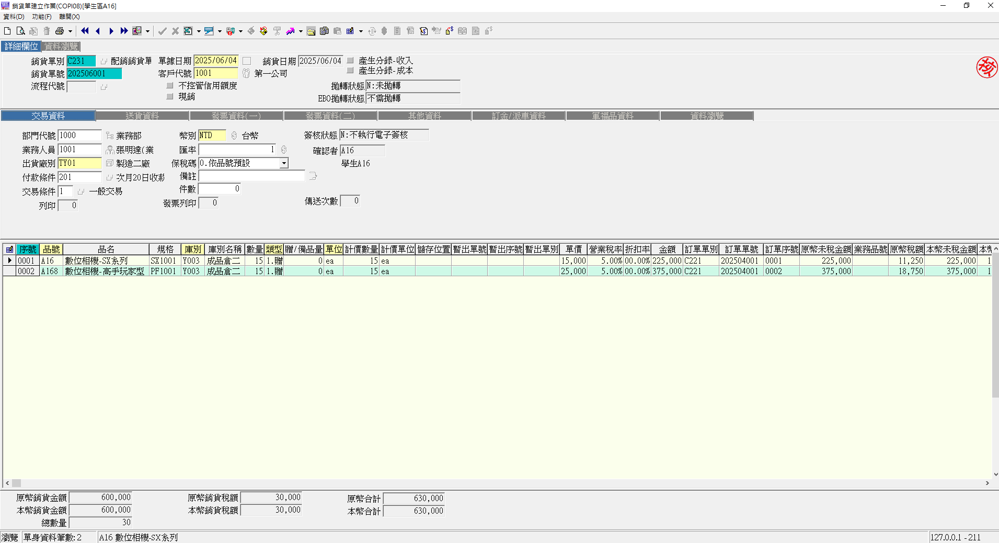 銷貨單建立作業(COPI08)[學生區A16]
資料(D) 功能(F) 離開(X)
詳細欄位 資料瀏覽
銷貨單別 C231 配銷銷貨單 單據日期 2025/06/04 銷貨日期 2025/06/04 產生分錄-收入
銷貨單號 202506001 客戶代號 1001 第一公司 產生分錄-成本
流程代號 不控管信用額度 拋轉狀態 N:未拋轉
現銷 EBO拋轉狀態 不需拋轉
核
交易資料 送貨資料 發票資料(一) 發票資料(二) 其他資料 訂金/派車資料 軍福品資料 資料瀏覽
部門代號 1000 業務部 幣別 NTD 台幣 簽核狀態 N:不執行電子簽核
業務人員 1001 張明達(業 匯率 1 確認者 A16
出貨廠別 TY01 製造二廠 保稅碼 0.依品號預設 學生A16
付款條件 201 次月20日收款 備註
交易條件 1 一般交易 件數 0
列印 0 發票列印 0 傳送次數 0
序號 品號 品名 規格 庫別 庫別名稱 數量 類型 贈/備品量 單位 計價數量 計價單位 儲存位置 暫出單號 暫出序號 暫出單別 單價 營業稅率 折扣率 金額 訂單單別 訂單單號 訂單序號 原幣未稅金額 業務品號 原幣稅額 本幣未稅金額 本幣
0001 A16 數位相機-SX系列 SX1001 Y003 成品倉二 15 1.贈 0 ea 15 ea 15,000 5.00% 00.00% 225,000 C221 202504001 0001 225,000 11,250 225,000 1
0002 A168 數位相機-高手玩家型 PF1001 Y003 成品倉二 15 1.贈 0 ea 15 ea 25,000 5.00% 00.00% 375,000 C221 202504001 0002 375,000 18,750 375,000 1
原幣銷貨金額 600,000 原幣銷貨稅額 30,000 原幣合計 630,000
本幣銷貨金額 600,000 本幣銷貨稅額 30,000 本幣合計 630,000
總數量 30
瀏覽 單身資料筆數:2 A16 數位相機-SX系列 127.0.0.1 - 211